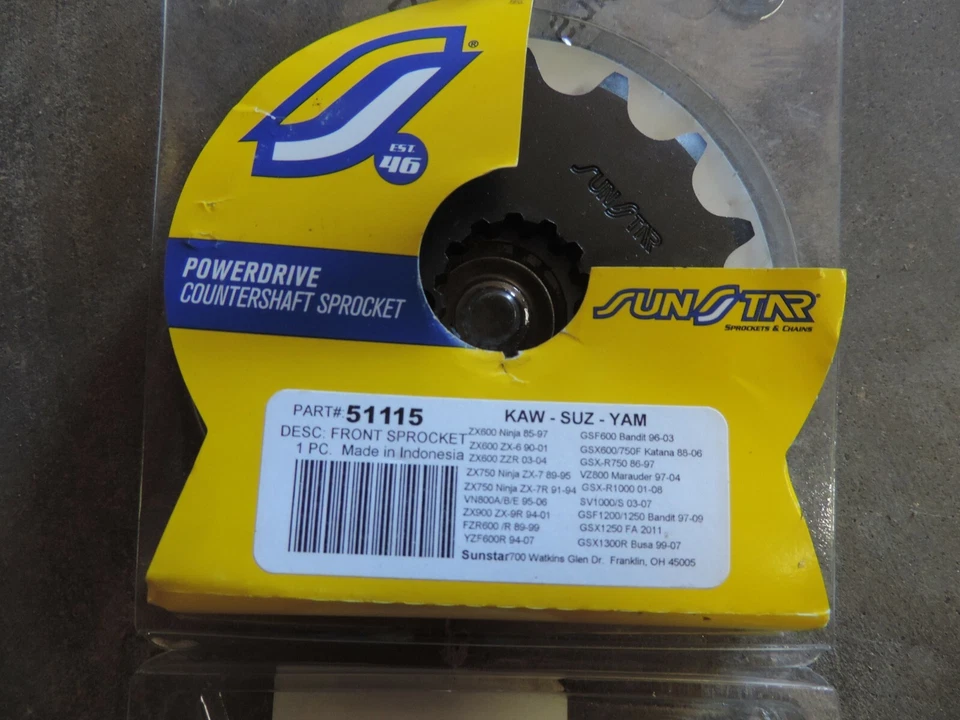 ®
EST.
46
SUNSTAR
POWERDRIVE
COUNTERSHAFT SPROCKET
SUNSTAR®
SPROCKETS & CHAINS
PART#: 51115
DESC: FRONT SPROCKET
1 PC. Made in Indonesia
KAW - SUZ - YAM
ZX600 Ninja 85-97
ZX600 ZX-6 90-01
ZX600 ZZR 03-04
ZX750 Ninja ZX-7 89-95
ZX750 Ninja ZX-7R 91-94
VN800A/B/E 95-06
ZX900 ZX-9R 94-01
FZR600 /R 89-99
YZF600R 94-07
GSF600 Bandit 96-03
GSX600/750F Katana 88-06
GSX-R750 86-97
VZ800 Marauder 97-04
GSX-R1000 01-08
SV1000/S 03-07
GSF1200/1250 Bandit 97-09
GSX1250 FA 2011
GSX1300R Busa 99-07
Sunstar700 Watkins Glen Dr. Franklin, OH 45005